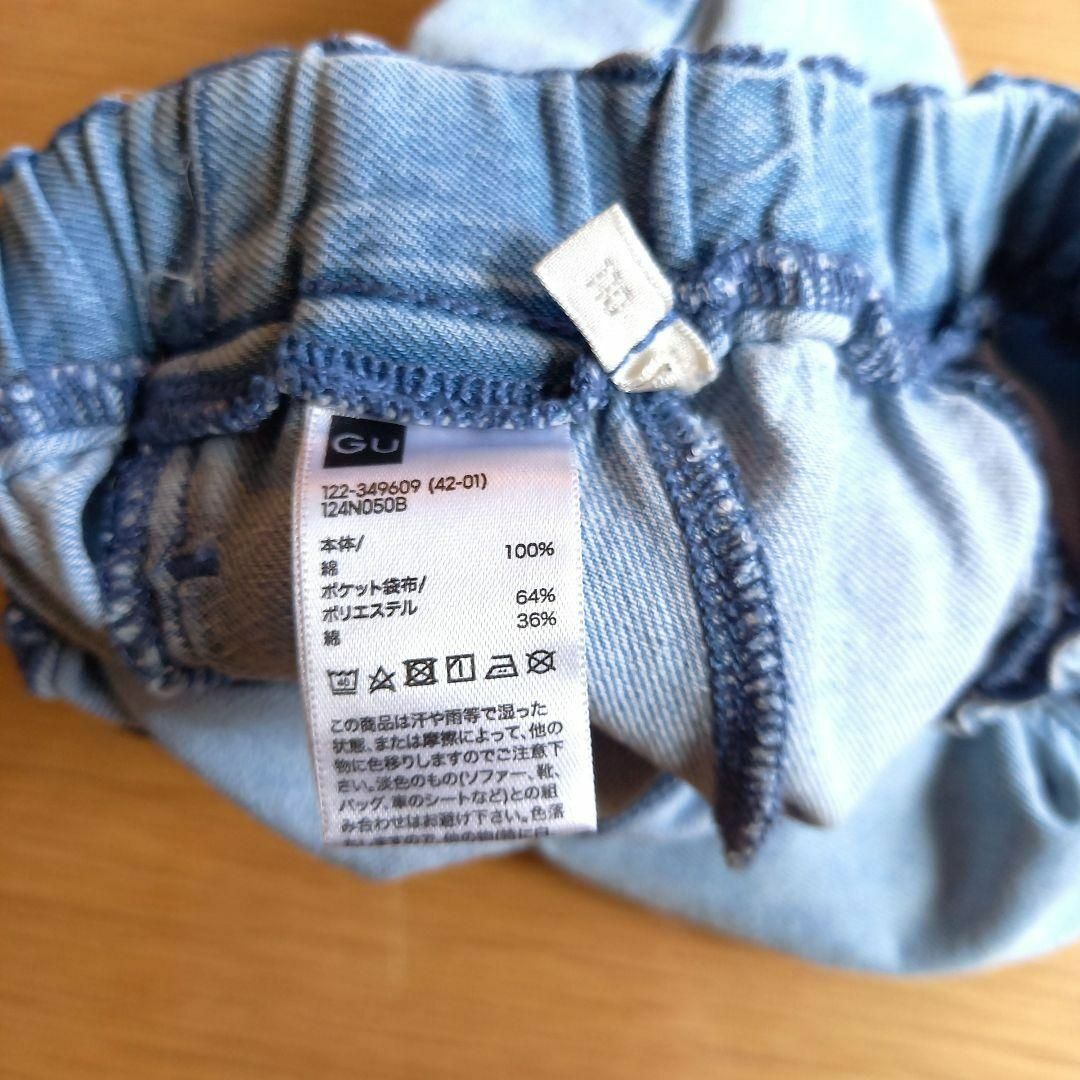 GU
122-349609 (42-01)
124N050B
本体/
綿 100%
ポケット袋布/
ポリエステル 64%
綿 36%
40
この商品は汗や雨等で湿った
状態、または摩擦によって、他の
物に色移りしますのでご注意下
さい。淡色のもの(ソファー、靴、
バッグ、車のシートなど)との組
み合わせはお避け下さい。色落